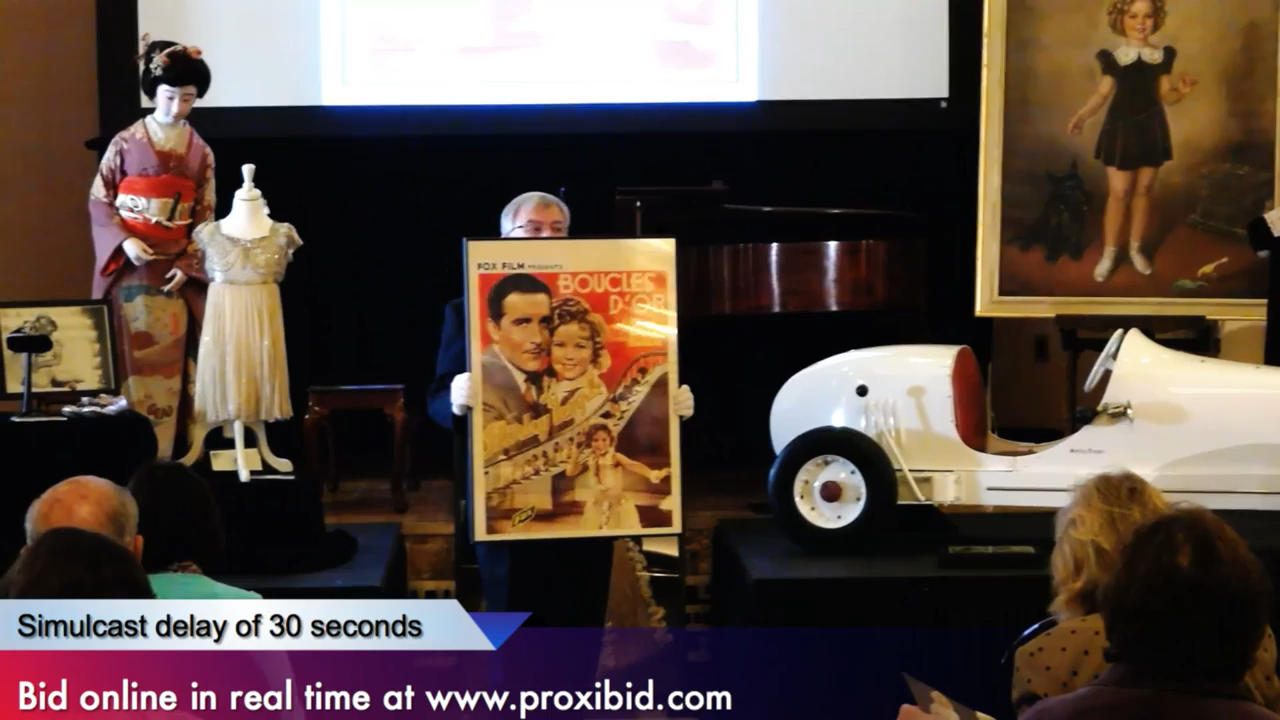 FOX FILM PRESENTS
BOUCLES
D'OR
Simulcast delay of 30 seconds
Bid online in real time at www.proxibid.com